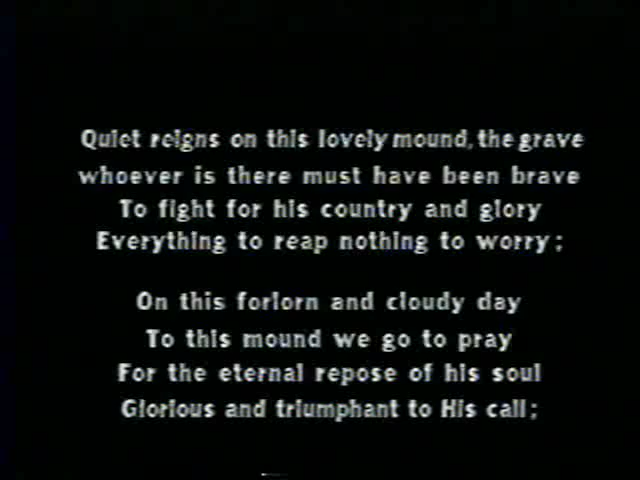 Quiet reigns on this lovely mound, the grave
whoever is there must have been brave
To fight for his country and glory
Everything to reap nothing to worry;
On this forlorn and cloudy day
To this mound we go to pray
For the eternal repose of his soul
Glorious and triumphant to His call;